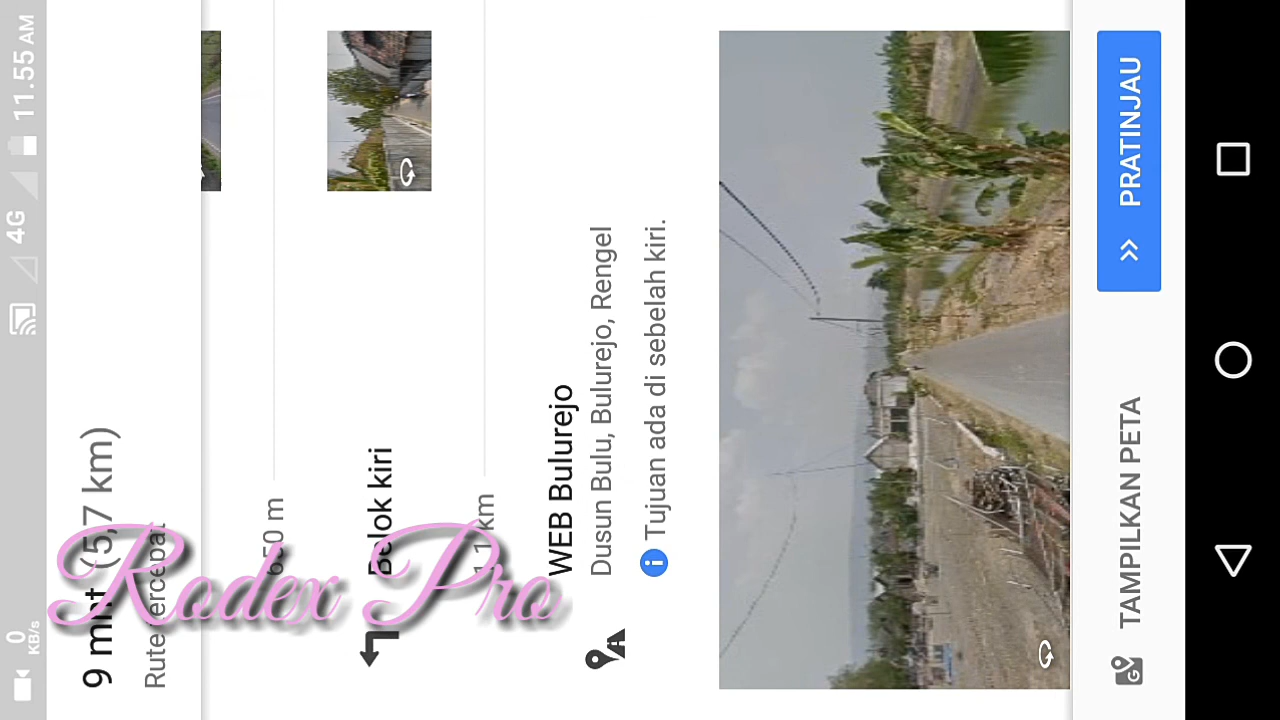 0 KB/s 4G 11.55 AM
9 mnt (5,7 km)
Rute tercepat
650 m
Belok kiri
1,1 km
WEB Bulurejo
Dusun Bulu, Bulurejo, Rengel
Tujuan ada di sebelah kiri.
TAMPILKAN PETA
PRATINJAU
Rodex Pro